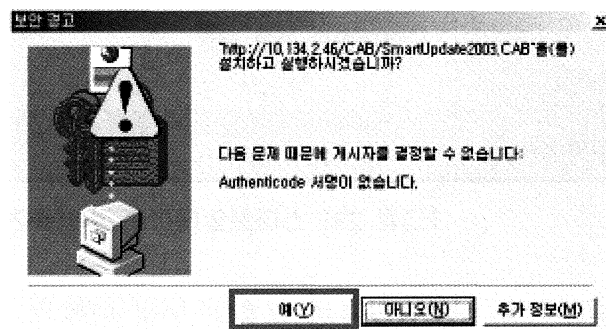 보안 경고
"http://10.134.2.46/CAB/SmartUpdate2003.CAB"을(를)
설치하고 실행하시겠습니까?
다음 문제 때문에 게시자를 결정할 수 없습니다:
Authenticode 서명이 없습니다.
예(Y)
아니요(N)
추가 정보(M)